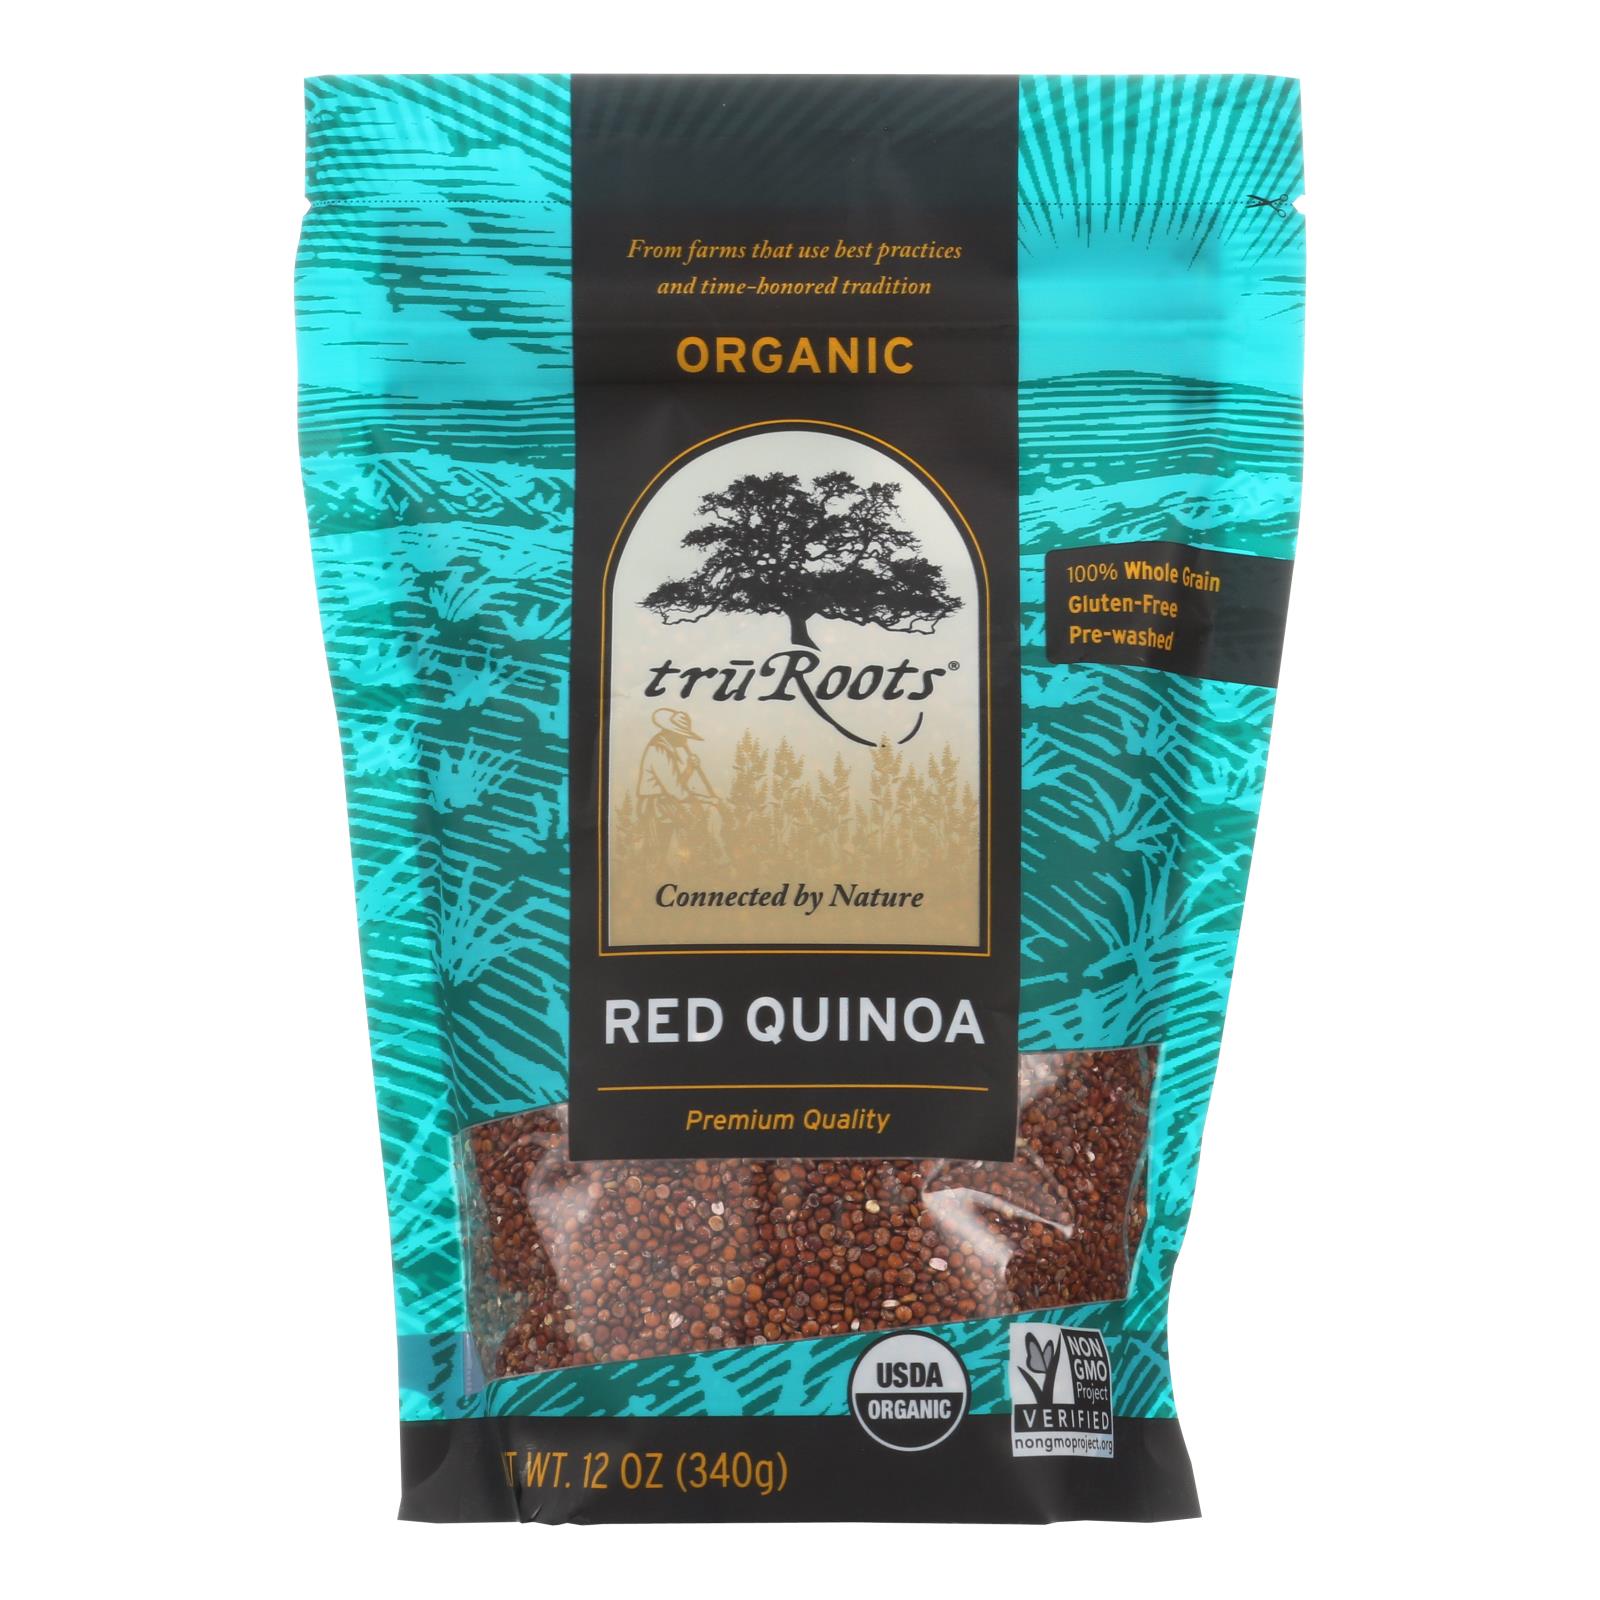 From farms that use best practices
and time-honored tradition
ORGANIC
trūRoots®
Connected by Nature
100% Whole Grain
Gluten-Free
Pre-washed
RED QUINOA
Premium Quality
USDA
ORGANIC
NON
GMO
Project
VERIFIED
nongmoproject.org
WT. 12 OZ (340g)